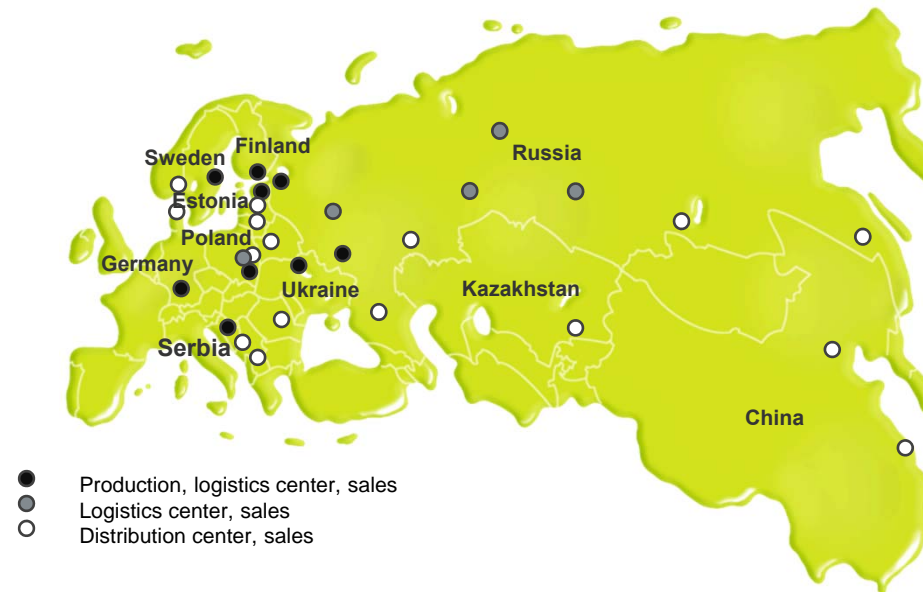 Finland
Sweden
Russia
Estonia
Poland
Germany
Ukraine
Kazakhstan
Serbia
China
Production, logistics center, sales
Logistics center, sales
Distribution center, sales